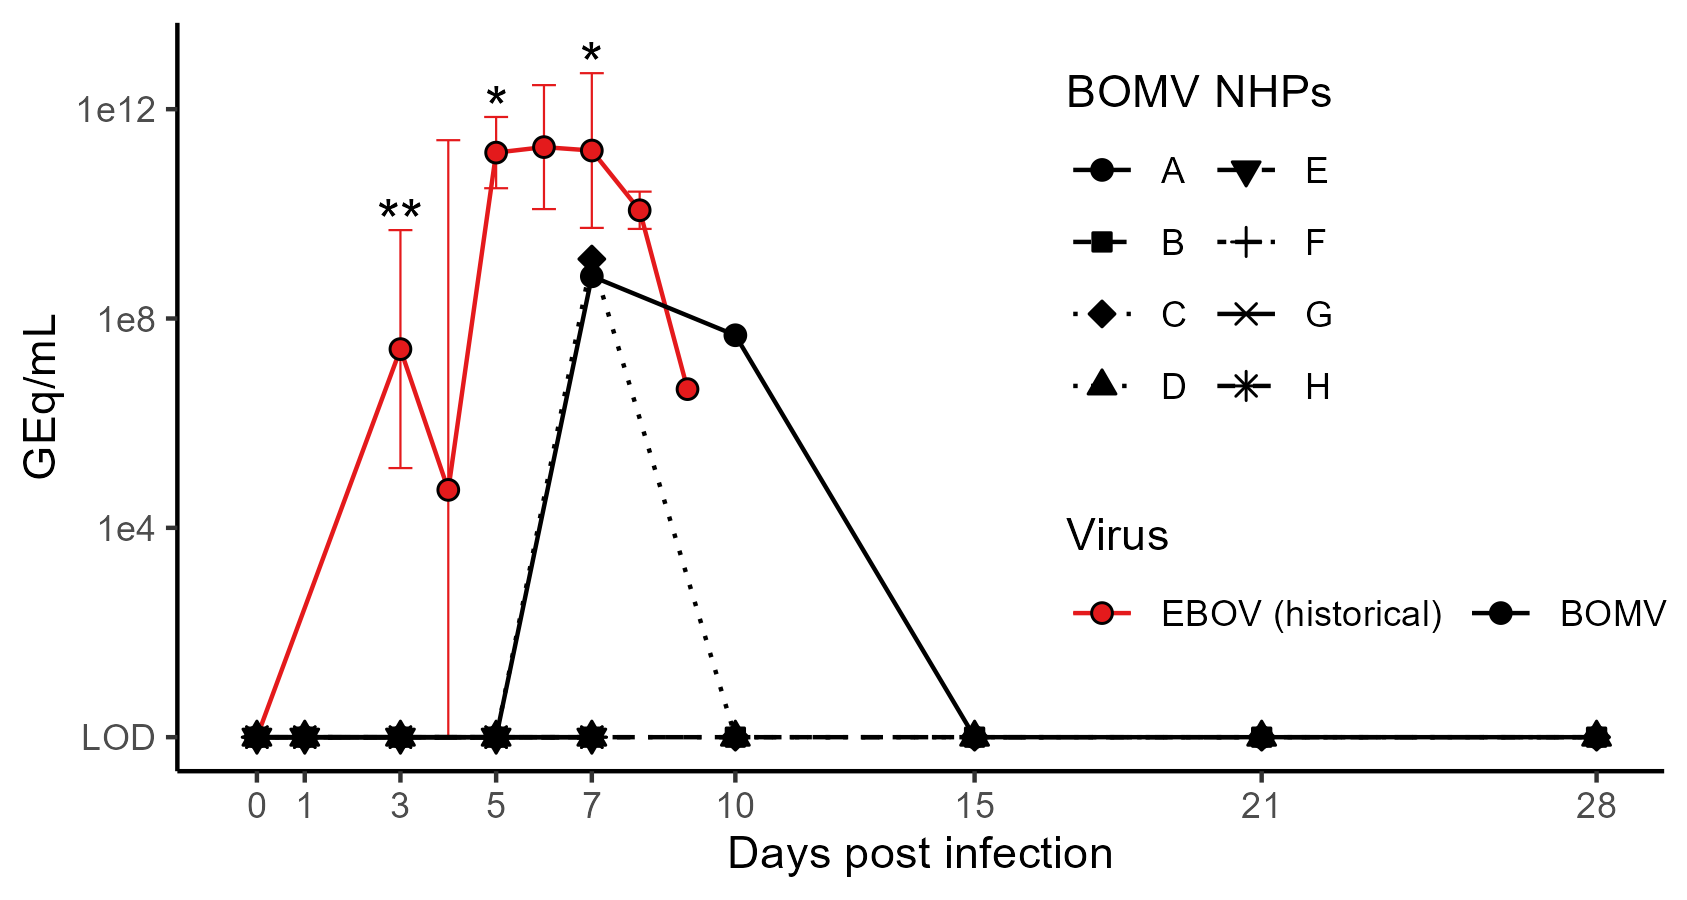 **
*
*
1e12
1e8
1e4
LOD
GEq/mL
0 1 3 5 7 10 15 21 28
Days post infection
BOMV NHPs
A E
B F
C G
D H
Virus
EBOV (historical) BOMV